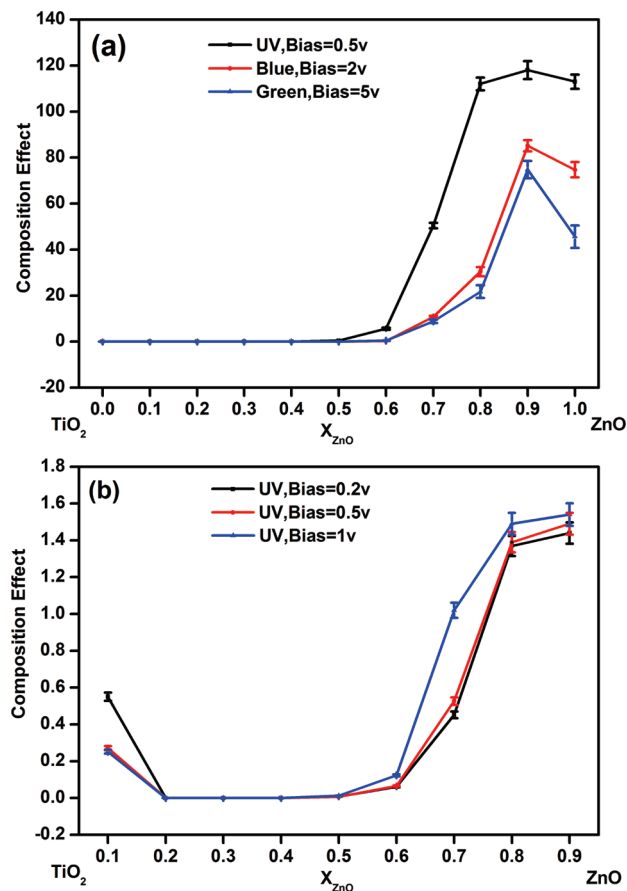 (a)
UV,Bias=0.5v
Blue,Bias=2v
Green,Bias=5v
Composition Effect
140
120
100
80
60
40
20
0
-20
0.0 0.1 0.2 0.3 0.4 0.5 0.6 0.7 0.8 0.9 1.0
TiO2 XZnO ZnO
(b)
UV,Bias=0.2v
UV,Bias=0.5v
UV,Bias=1v
Composition Effect
1.8
1.6
1.4
1.2
1.0
0.8
0.6
0.4
0.2
0.0
-0.2
0.1 0.2 0.3 0.4 0.5 0.6 0.7 0.8 0.9
TiO2 XZnO ZnO